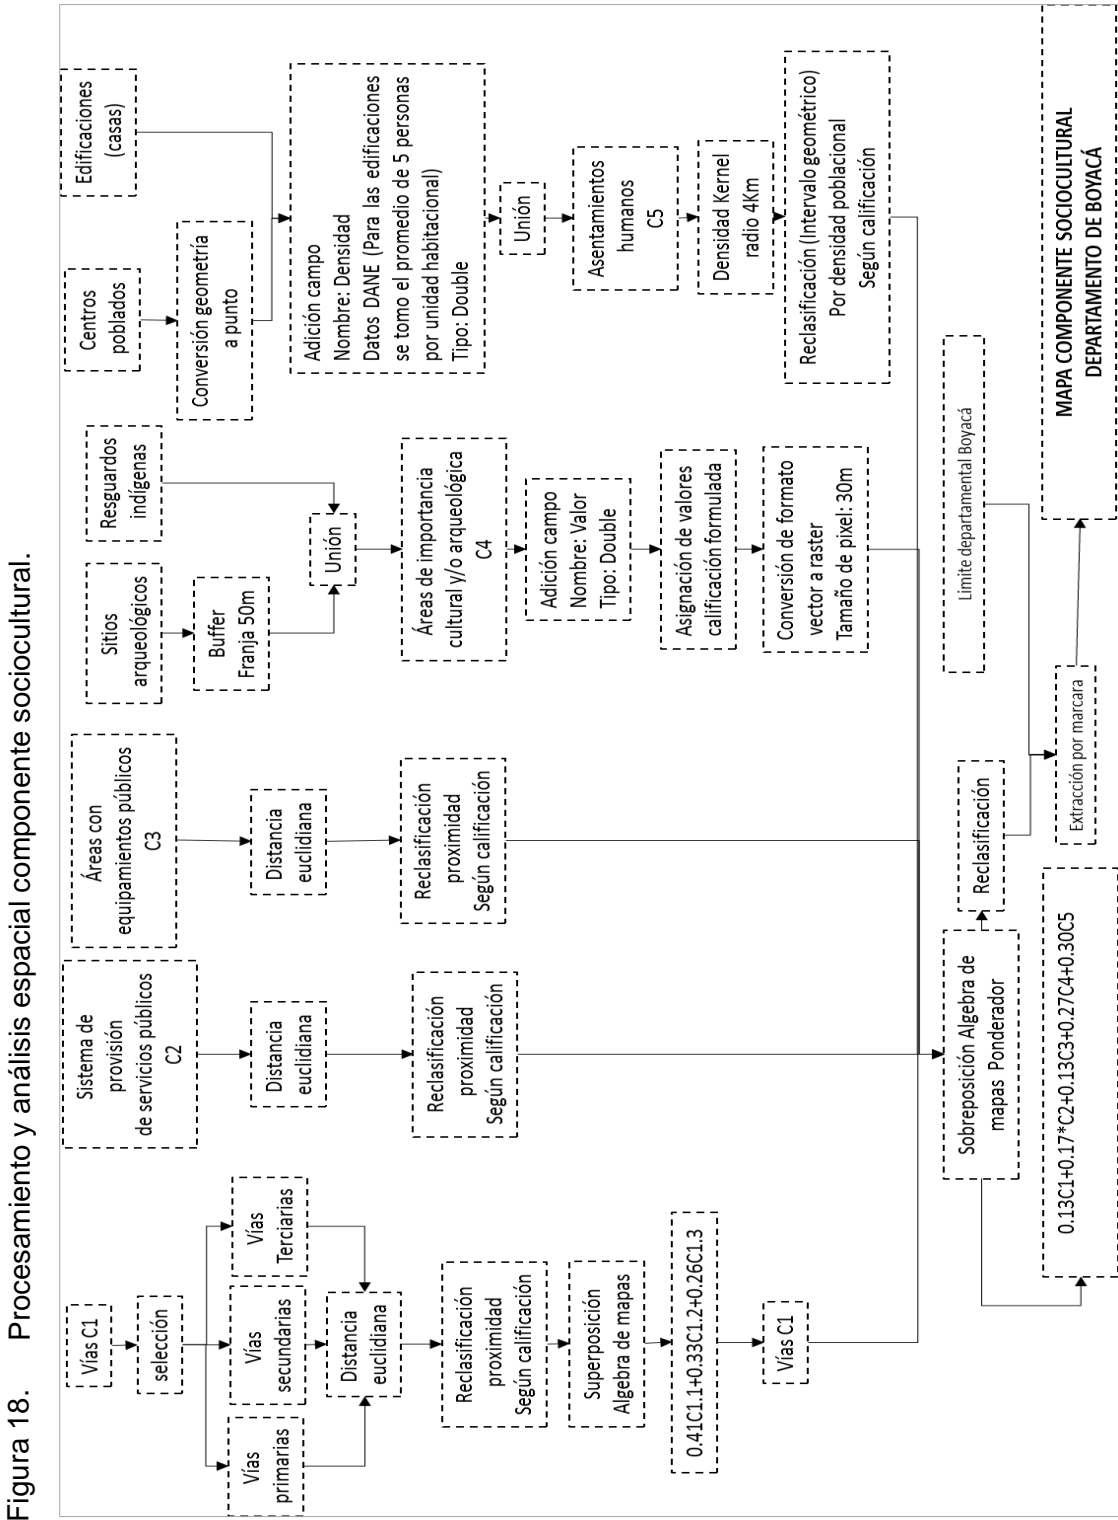 Figura 18. Procesamiento y análisis espacial componente sociocultural.
Vías C1
selección
Vías
primarias
Vías
secundarias
Vías
Terciarias
Distancia
euclidiana
Reclasificación
proximidad
Según calificación
Superposición
Algebra de mapas
0.41C1.1+0.33C1.2+0.26C1.3
Vías C1
Sistema de
provisión
de servicios públicos
C2
Distancia
euclidiana
Reclasificación
proximidad
Según calificación
Áreas con
equipamientos públicos
C3
Distancia
euclidiana
Reclasificación
proximidad
Según calificación
Sitios
arqueológicos
Buffer
Franja 50m
Resguardos
indígenas
Unión
Áreas de importancia
cultural y/o arqueológica
C4
Adición campo
Nombre: Valor
Tipo: Double
Asignación de valores
calificación formulada
Conversión de formato
vector a raster
Tamaño de pixel: 30m
Centros
poblados
Conversión geometría
a punto
Edificaciones
(casas)
Adición campo
Nombre: Densidad
Datos DANE (Para las edificaciones
se tomo el promedio de 5 personas
por unidad habitacional)
Tipo: Double
Unión
Asentamientos
humanos
C5
Densidad Kernel
radio 4Km
Reclasificación (Intervalo geométrico)
Por densidad poblacional
Según calificación
Sobreposición Algebra de
mapas Ponderador
0.13C1+0.17*C2+0.13C3+0.27C4+0.30C5
Reclasificación
Limite departamental Boyacá
Extracción por marcara
MAPA COMPONENTE SOCIOCULTURAL
DEPARTAMENTO DE BOYACÁ